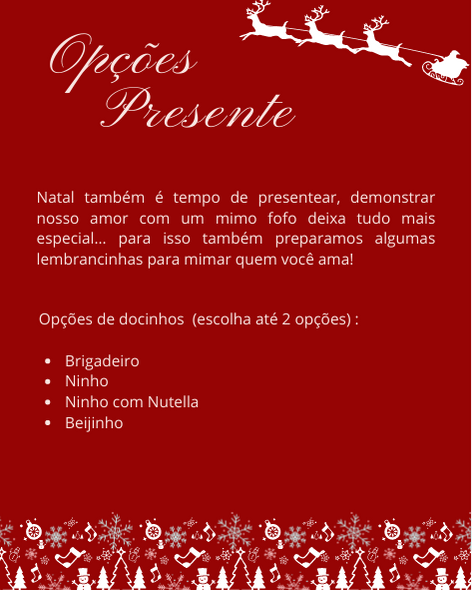 Opções
Presente
Natal também é tempo de presentear, demonstrar
nosso amor com um mimo fofo deixa tudo mais
especial... para isso também preparamos algumas
lembrancinhas para mimar quem você ama!
Opções de docinhos (escolha até 2 opções) :
• Brigadeiro
• Ninho
• Ninho com Nutella
• Beijinho